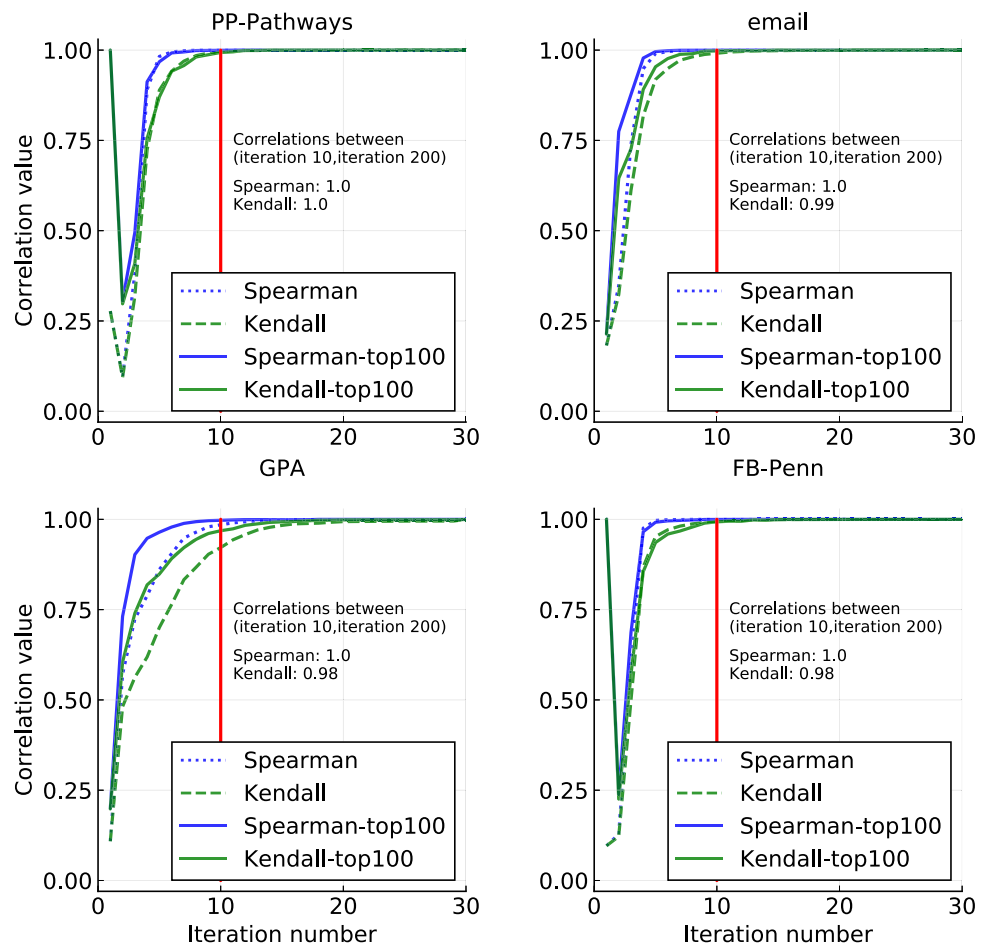 PP-Pathways
1.00
0.75
0.50
0.25
0.00
Correlation value
Correlations between
(iteration 10,iteration 200)
Spearman: 1.0
Kendall: 1.0
Spearman
Kendall
Spearman-top100
Kendall-top100
0
10
20
30
email
1.00
0.75
0.50
0.25
0.00
Correlations between
(iteration 10,iteration 200)
Spearman: 1.0
Kendall: 0.99
Spearman
Kendall
Spearman-top100
Kendall-top100
0
10
20
30
GPA
1.00
0.75
0.50
0.25
0.00
Correlation value
Correlations between
(iteration 10,iteration 200)
Spearman: 1.0
Kendall: 0.98
Spearman
Kendall
Spearman-top100
Kendall-top100
0
10
20
30
Iteration number
FB-Penn
1.00
0.75
0.50
0.25
0.00
Correlations between
(iteration 10,iteration 200)
Spearman: 1.0
Kendall: 0.98
Spearman
Kendall
Spearman-top100
Kendall-top100
0
10
20
30
Iteration number